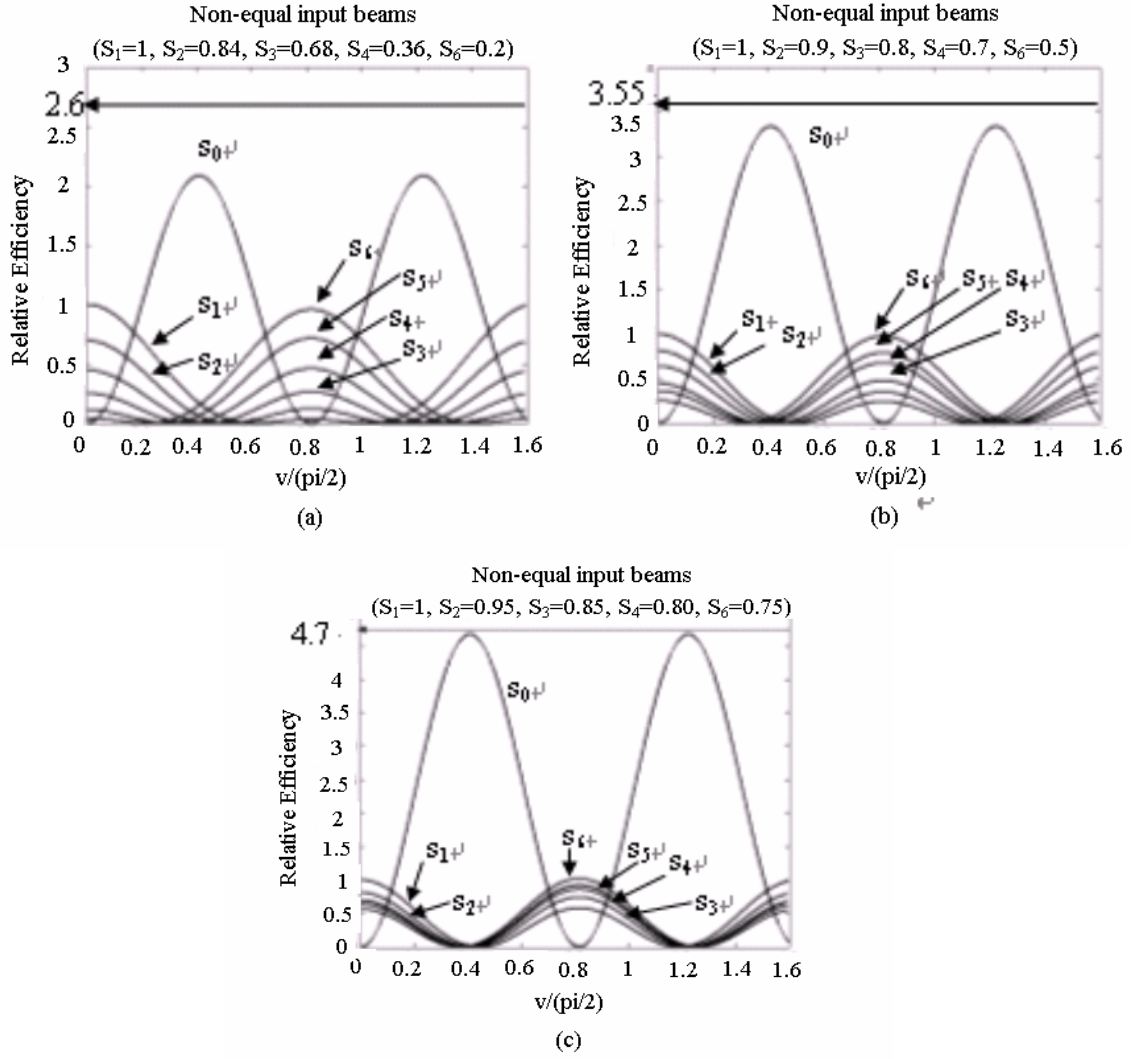 Non-equal input beams
(S₁=1, S₂=0.84, S₃=0.68, S₄=0.36, S₆=0.2)
3
2.6
2.5
2
1.5
1
0.5
0
Relative Efficiency
S₀↵
S₁↵
S₂↵
S₆
S₅↵
S₄↵
S₃↵
0 0.2 0.4 0.6 0.8 1 1.2 1.4 1.6
v/(pi/2)
(a)
Non-equal input beams
(S₁=1, S₂=0.9, S₃=0.8, S₄=0.7, S₆=0.5)
3.55
3.5
3
2.5
2
1.5
1
0.5
0
Relative Efficiency
S₀↵
S₁↵
S₂↵
S₆↵
S₅↵
S₄↵
S₃↵
0 0.2 0.4 0.6 0.8 1 1.2 1.4 1.6
v/(pi/2)
(b) ↵
Non-equal input beams
(S₁=1, S₂=0.95, S₃=0.85, S₄=0.80, S₆=0.75)
4.7
4
3.5
3
2.5
2
1.5
1
0.5
0
Relative Efficiency
S₀↵
S₁↵
S₂↵
S₆↵
S₅↵
S₄↵
S₃↵
0 0.2 0.4 0.6 0.8 1 1.2 1.4 1.6
v/(pi/2)
(c)